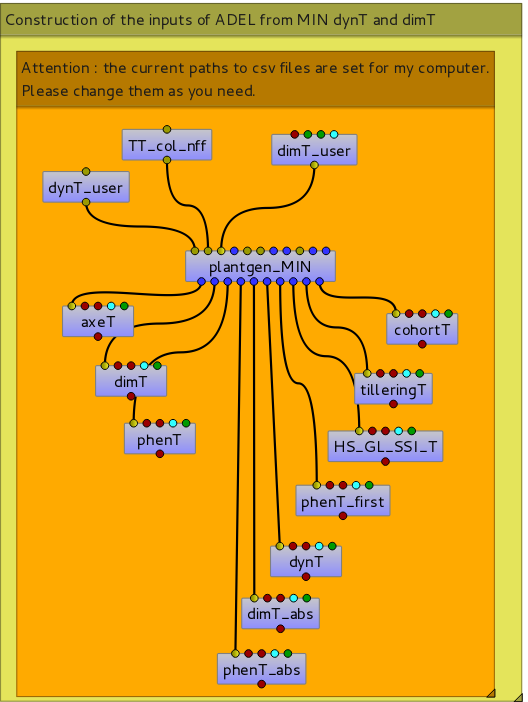 Construction of the inputs of ADEL from MIN dynT and dimT
Attention : the current paths to csv files are set for my computer.
Please change them as you need.
TT_col_nff
dimT_user
dynT_user
plantgen_MIN
axeT
cohortT
dimT
tilleringT
phenT
HS_GL_SSI_T
phenT_first
dynT
dimT_abs
phenT_abs